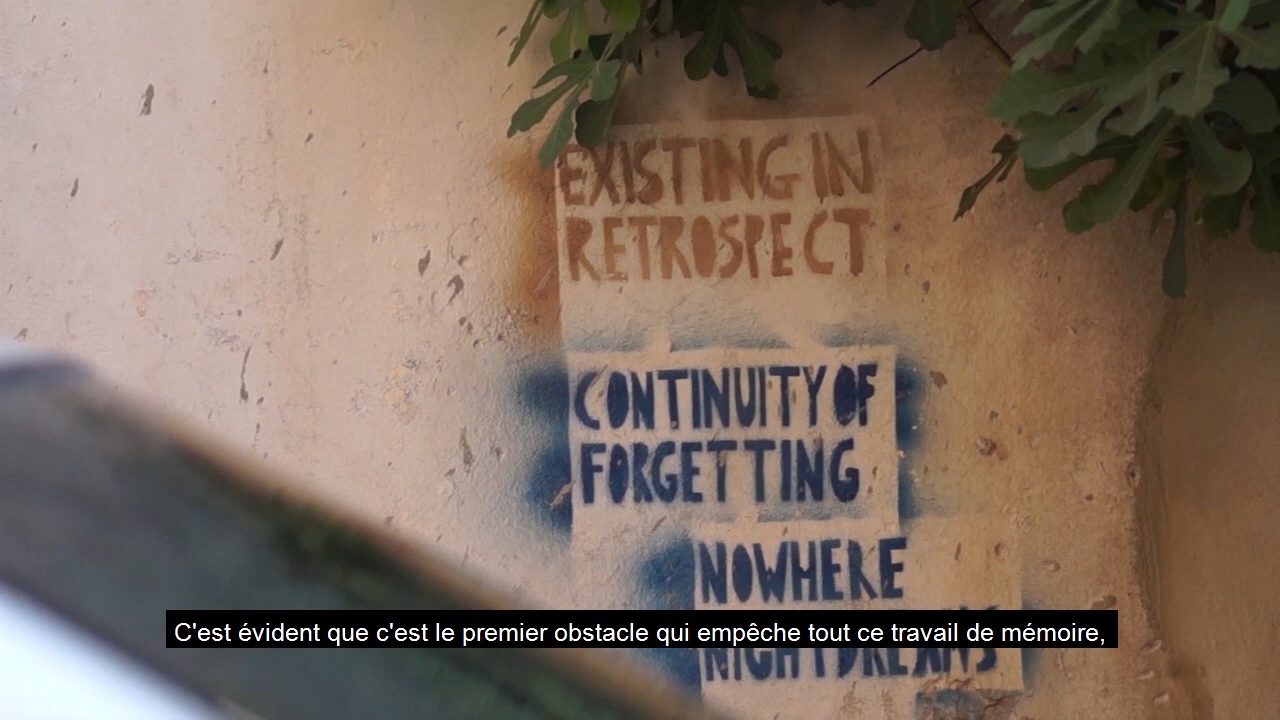 EXISTING IN
RETROSPECT
CONTINUITY OF
FORGETTING
NOWHERE
C'est évident que c'est le premier obstacle qui empêche tout ce travail de mémoire,
NIGHTDREAMS